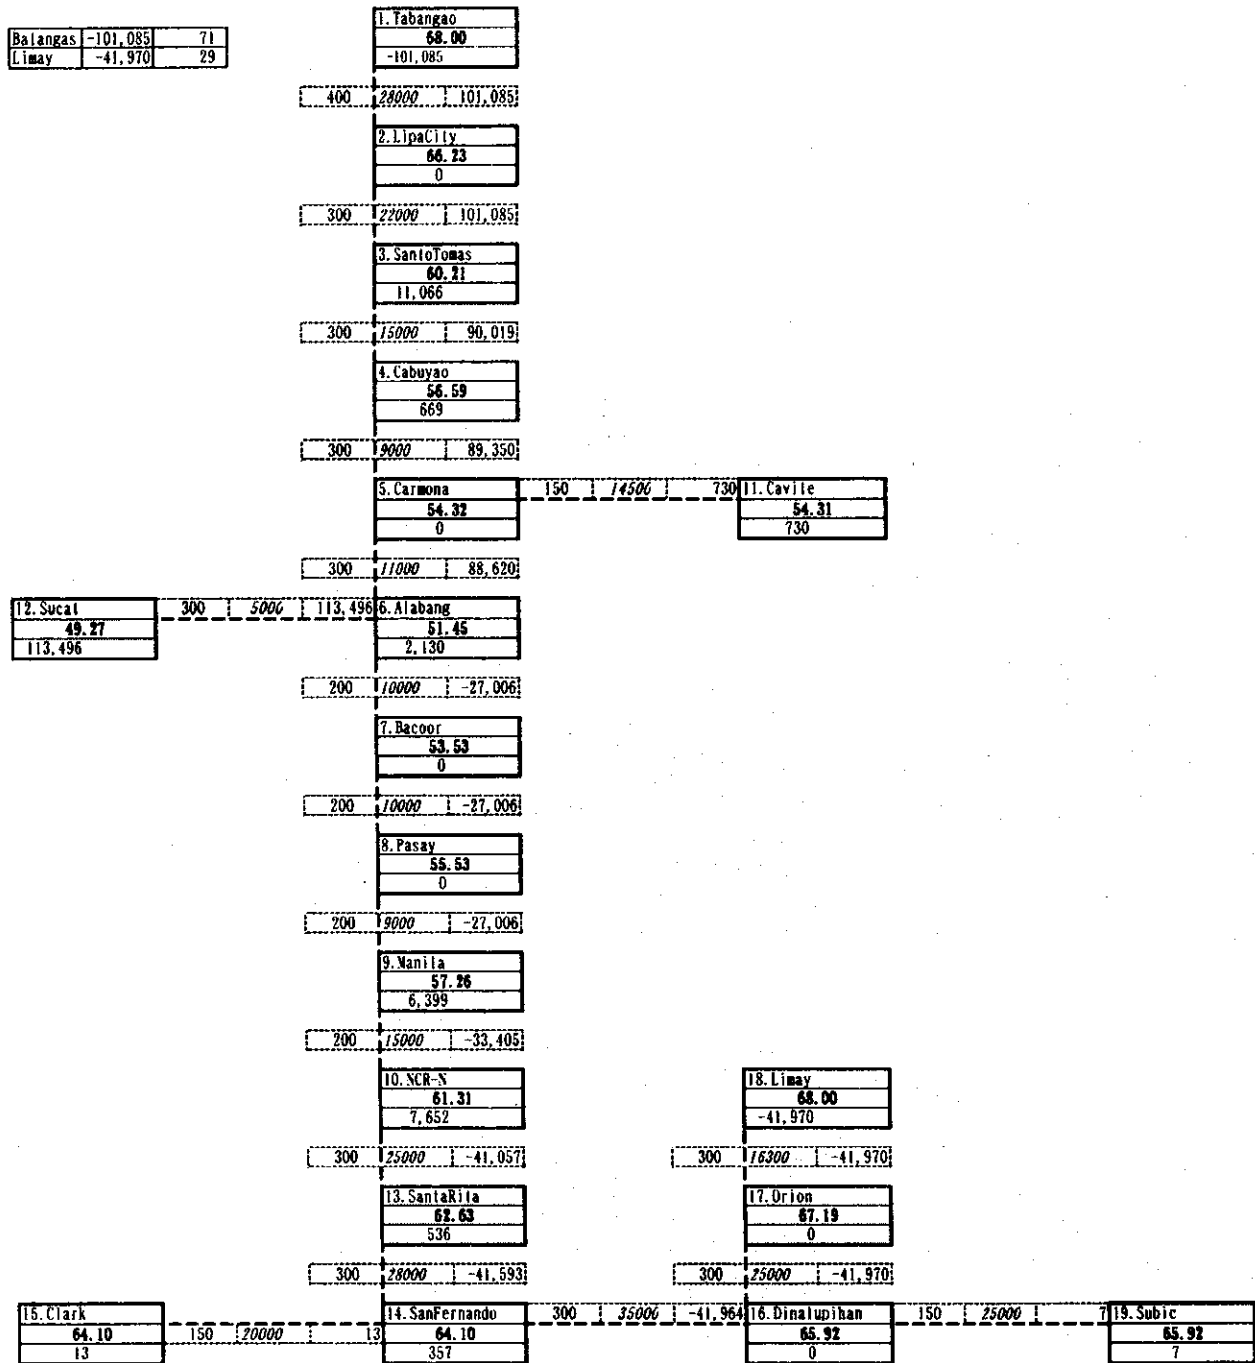 1. Tabangao
68.00
-101,085
Balangas -101,085 71
Limay -41,970 29
400 28000 101,085
2. LipaCity
66.23
0
300 22000 101,085
3. SantoTomas
60.21
11,066
300 15000 90,019
4. Cabuyao
56.59
669
300 9000 89,350
5. Carmona 150 14500 730 11. Cavite
54.32 54.31
0 730
300 11000 88,620
12. Sucat 300 5000 113,496 6. Alabang
49.27 51.45
113,496 2,130
200 10000 -27,006
7. Bacoor
53.53
0
200 10000 -27,006
8. Pasay
55.53
0
200 9000 -27,006
9. Manila
57.26
6,399
200 15000 -33,405
10. NCR-N 18. Limay
61.31 68.00
7,652 -41,970
300 25000 -41,057 300 16300 -41,970
13. SantaRita 17. Orion
62.63 67.19
536 0
300 28000 -41,593 300 25000 -41,970
15. Clark 14. SanFernando 300 35000 -41,964 16. Dinalupihan 150 25000 7 19. Subic
64.10 150 20000 13 64.10 65.92 65.92
13 357 0 7